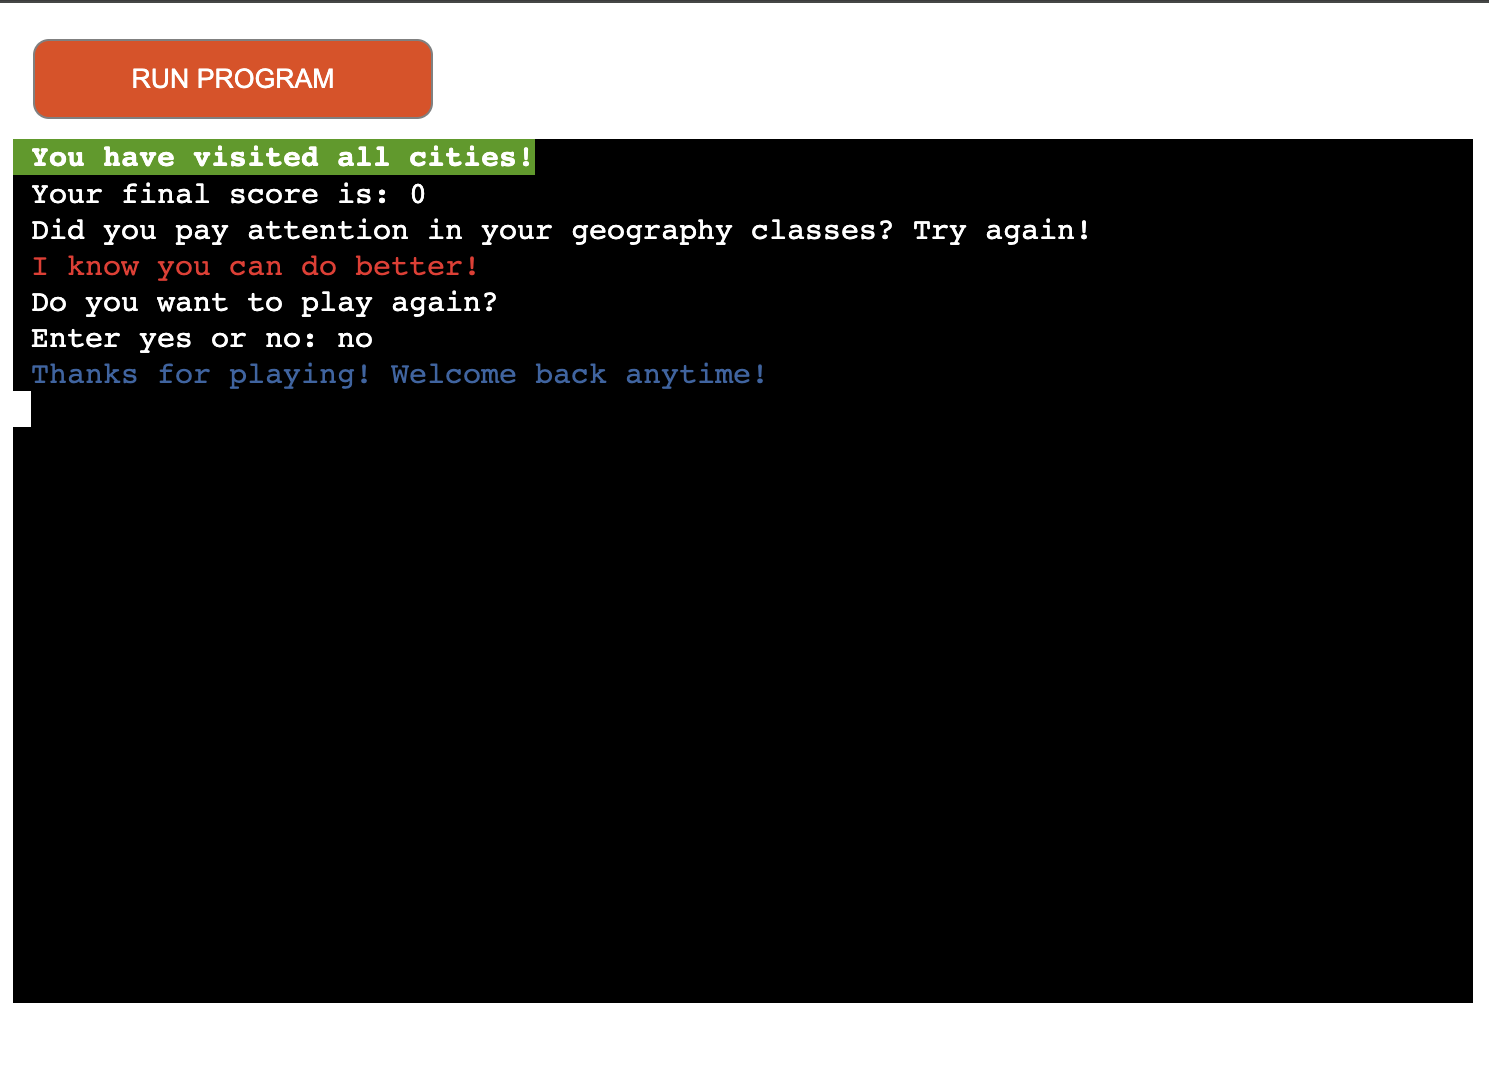 RUN PROGRAM
You have visited all cities!
Your final score is: 0
Did you pay attention in your geography classes? Try again!
I know you can do better!
Do you want to play again?
Enter yes or no: no
Thanks for playing! Welcome back anytime!